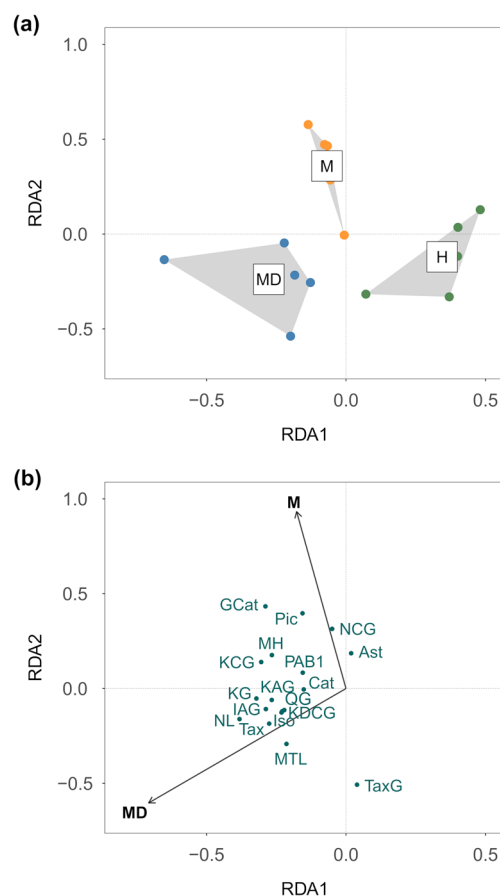 (a)
1.0
0.5
0.0
−0.5
RDA2
M
H
MD
−0.5
0.0
0.5
RDA1
(b)
1.0
0.5
0.0
−0.5
RDA2
M
GCat
Pic
NCG
MH
Ast
KCG
PAB1
KAG
Cat
KG
QG
IAG
KDCG
NL
Iso
Tax
MTL
TaxG
MD
−0.5
0.0
0.5
RDA1